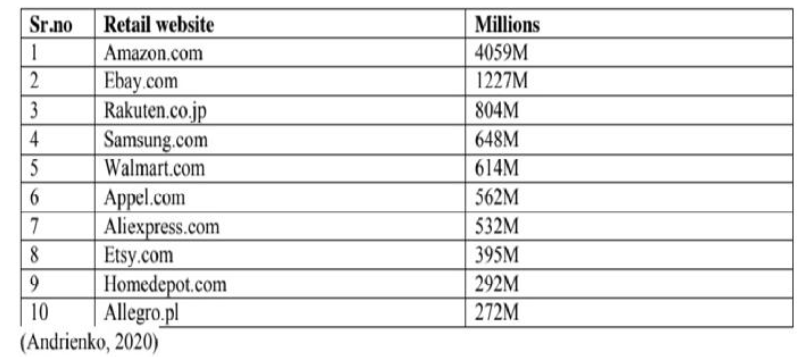 Sr.no Retail website Millions
1 Amazon.com 4059M
2 Ebay.com 1227M
3 Rakuten.co.jp 804M
4 Samsung.com 648M
5 Walmart.com 614M
6 Appel.com 562M
7 Aliexpress.com 532M
8 Etsy.com 395M
9 Homedepot.com 292M
10 Allegro.pl 272M
(Andrienko, 2020)